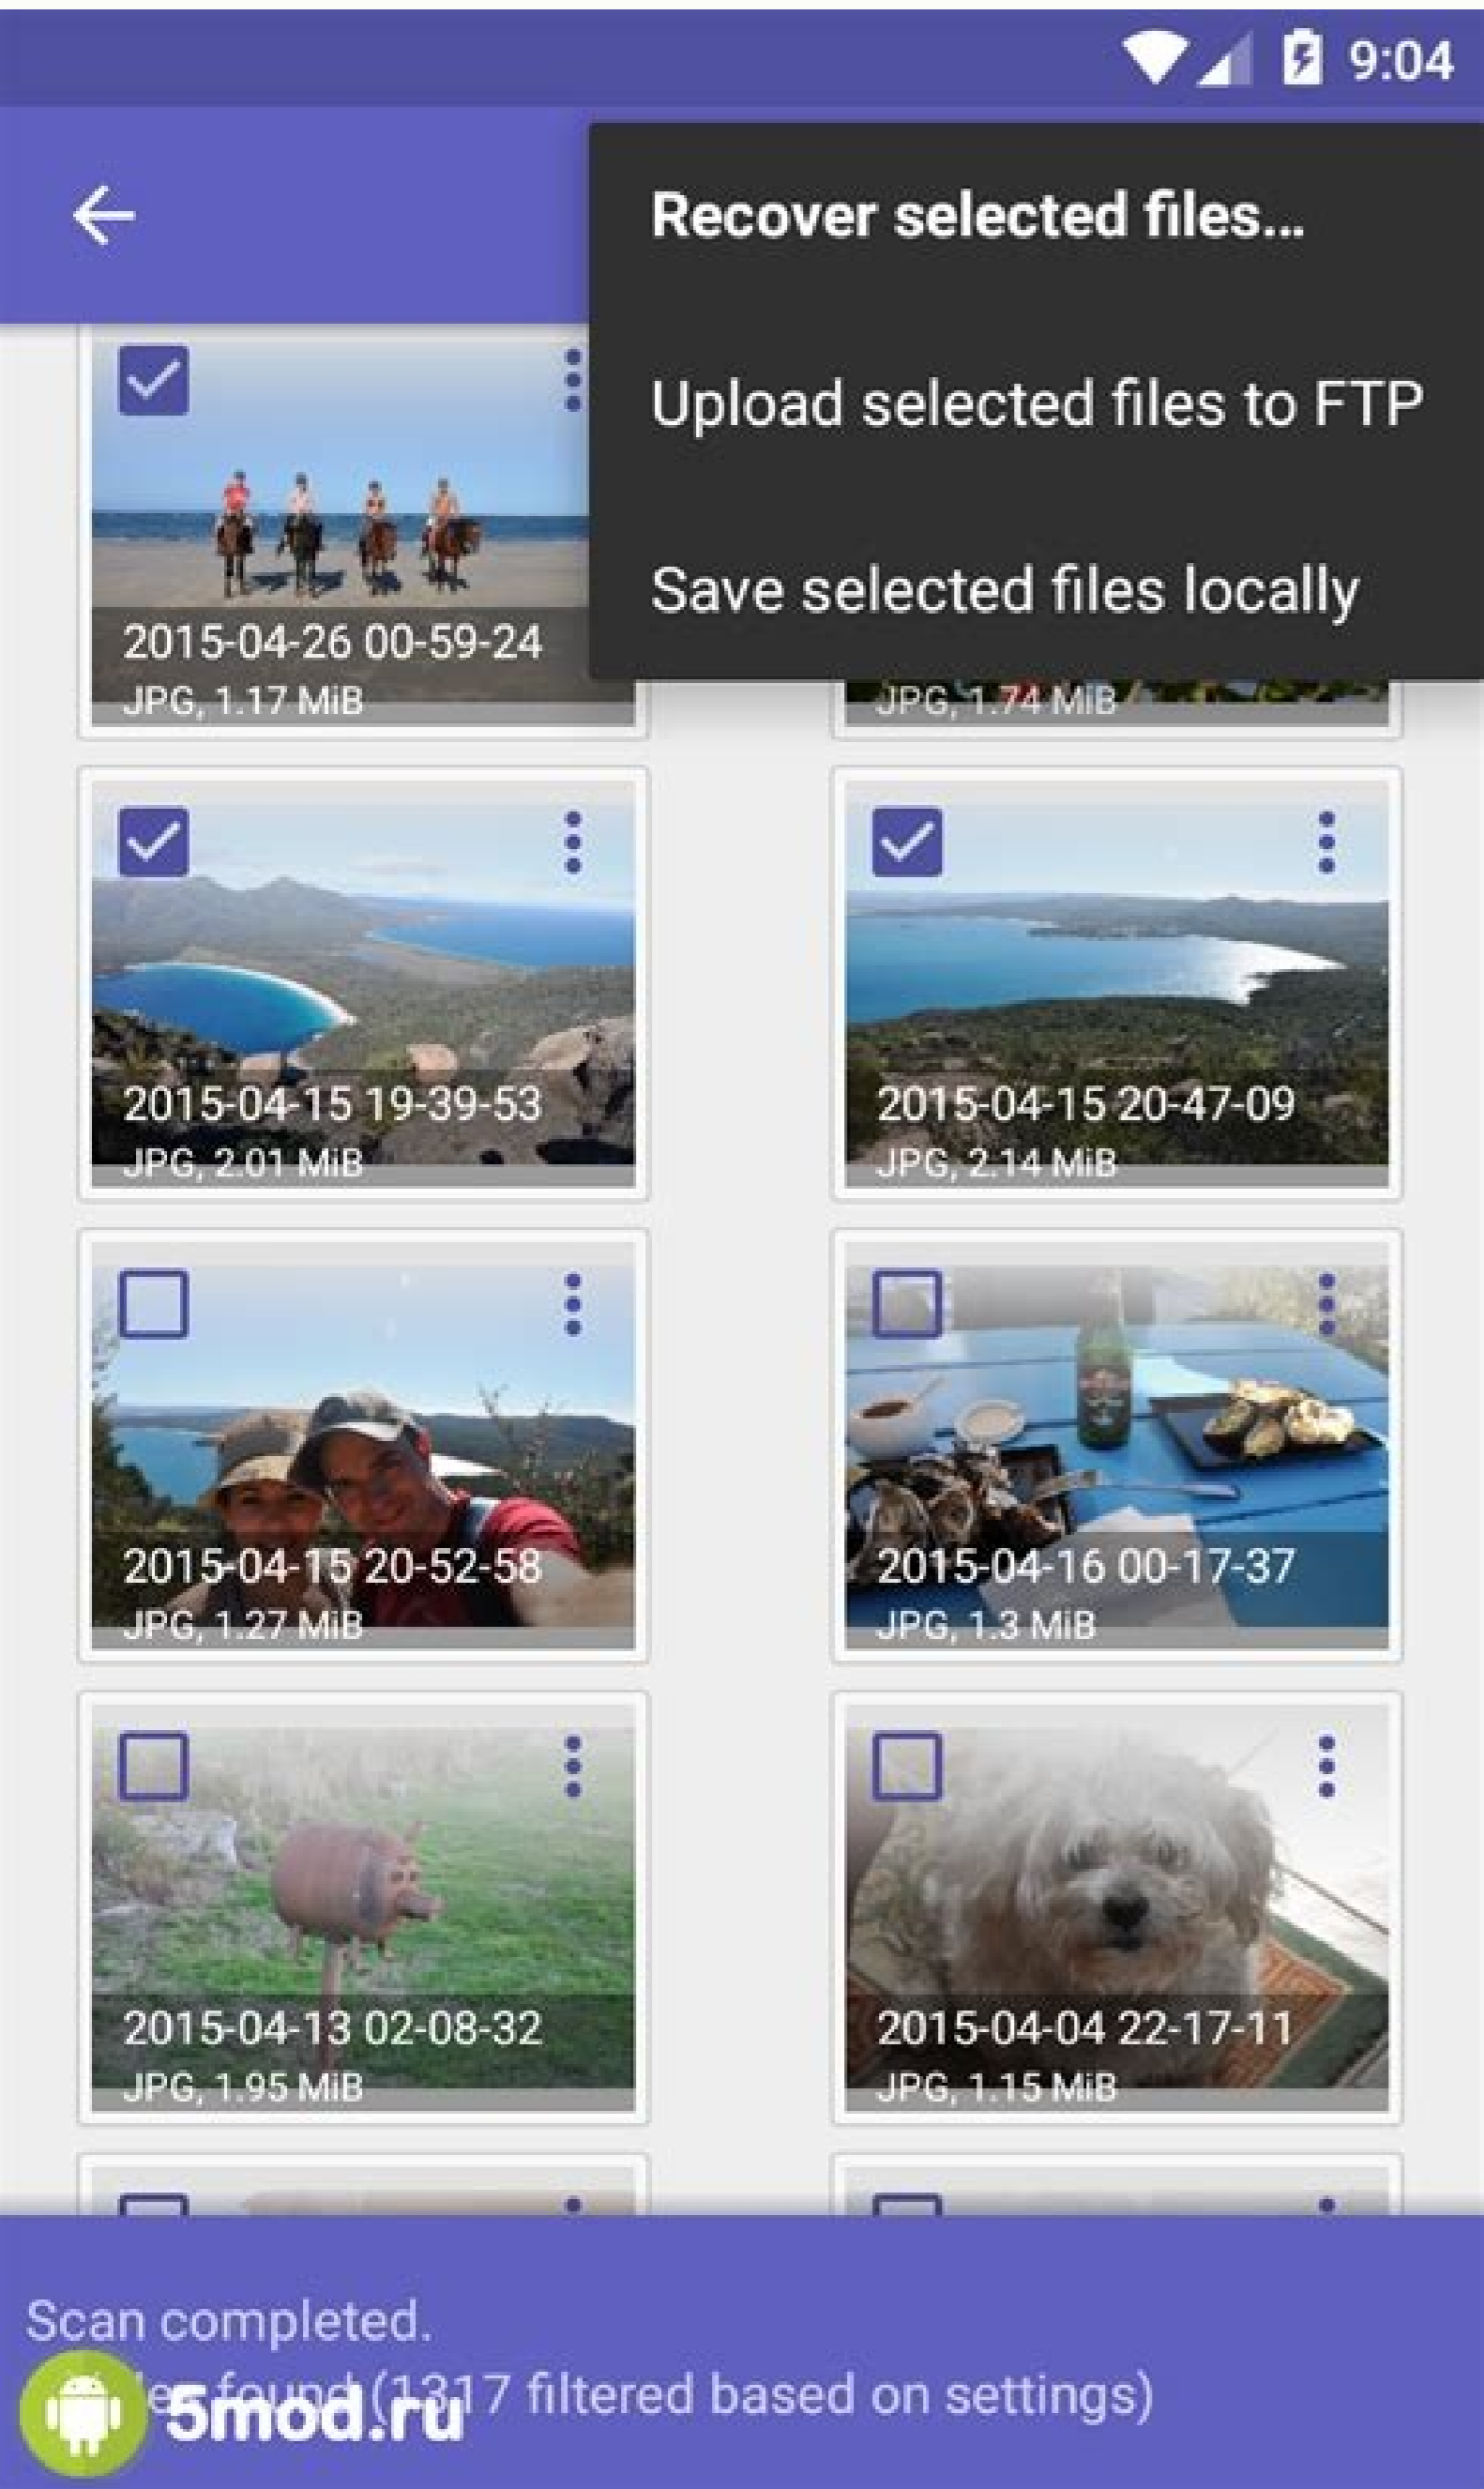 9:04
Recover selected files...
Upload selected files to FTP
Save selected files locally
2015-04-26 00-59-24
JPG, 1.17 MiB
JPG, 1.74 MiB
2015-04-15 19-39-53
JPG, 2.01 MiB
2015-04-15 20-47-09
JPG, 2.14 MiB
2015-04-15 20-52-58
JPG, 1.27 MiB
2015-04-16 00-17-37
JPG, 1.3 MiB
2015-04-13 02-08-32
JPG, 1.95 MiB
2015-04-04 22-17-11
JPG, 1.15 MiB
Scan completed.
found (1317 filtered based on settings)
5mod.ru